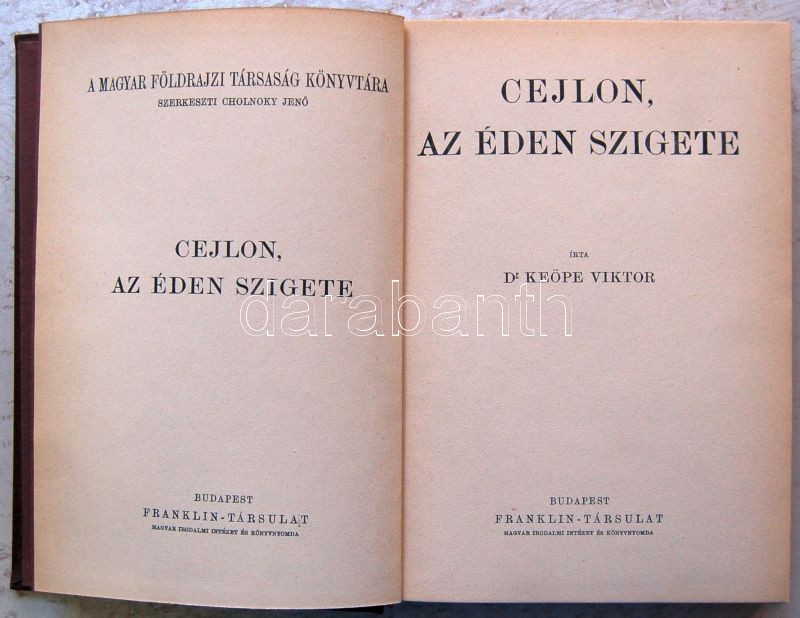 A MAGYAR FÖLDRAJZI TÁRSASÁG KÖNYVTÁRA
SZERKESZTI CHOLNOKY JENŐ
CEJLON,
AZ ÉDEN SZIGETE
BUDAPEST
FRANKLIN-TÁRSULAT
MAGYAR IRODALMI INTÉZET ÉS KÖNYVNYOMDA
CEJLON,
AZ ÉDEN SZIGETE
ÍRTA
Dr KEÖPE VIKTOR
BUDAPEST
FRANKLIN-TÁRSULAT
MAGYAR IRODALMI INTÉZET ÉS KÖNYVNYOMDA
darabanth